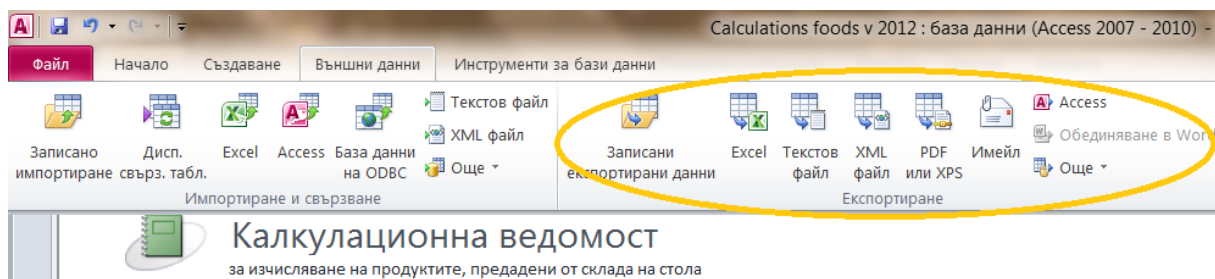 Calculations foods v 2012 : база данни (Access 2007 - 2010) -
Файл Начало Създаване Външни данни Инструменти за бази данни
Записано импортиране
Дисп. свърз. табл.
Excel
Access
База данни на ODBC
Текстов файл
XML файл
Още
Импортиране и свързване
Записани експортирани данни
Excel
Текстов файл
XML файл
PDF или XPS
Имейл
Access
Обединяване в Word
Още
Експортиране
Калкулационна ведомост
за изчисляване на продуктите, предадени от склада на стола